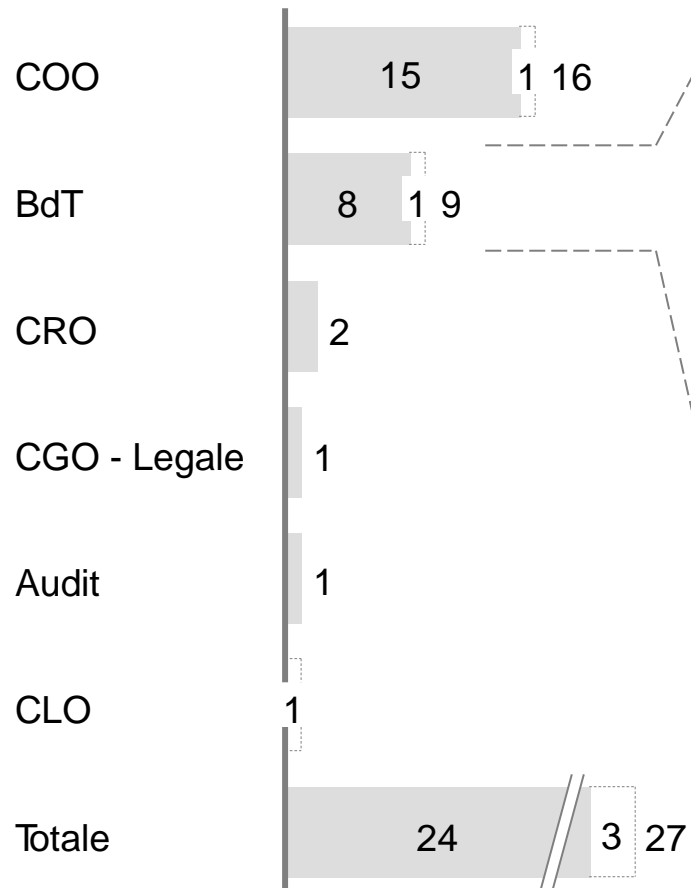 COO 15 1 16
BdT 8 1 9
CRO 2
CGO - Legale 1
Audit 1
CLO 1
Totale 24 3 27